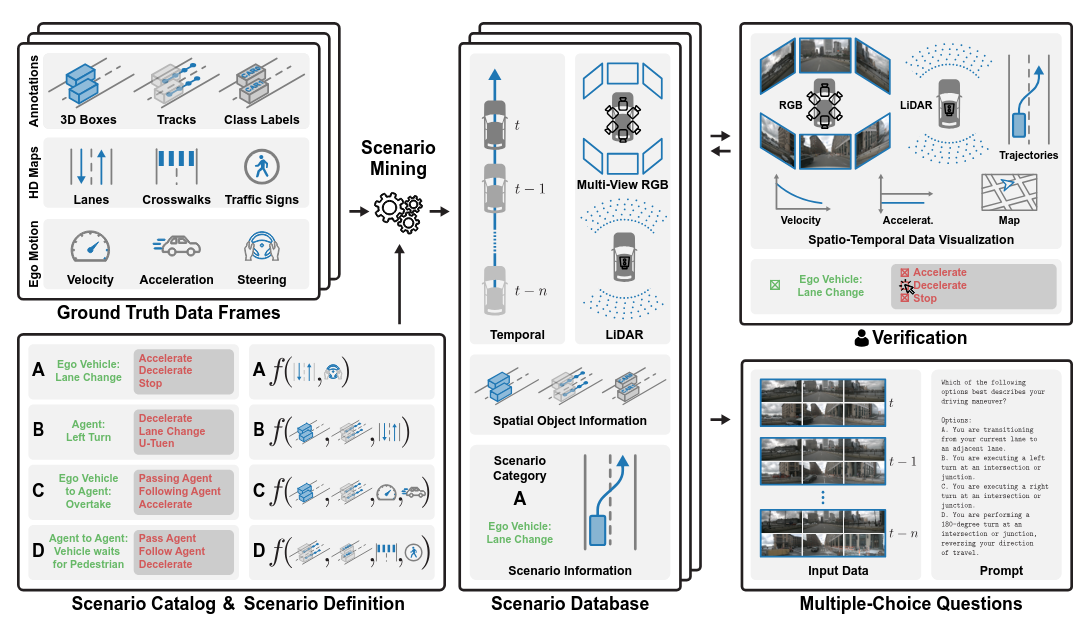 Annotations
3D Boxes
Tracks
Class Labels
CARS
CARS
HD Maps
Lanes
Crosswalks
Traffic Signs
Ego Motion
Velocity
Acceleration
Steering
Ground Truth Data Frames
Scenario
Mining
A
Ego Vehicle:
Lane Change
Accelerate
Decelerate
Stop
A f( , )
B
Agent:
Left Turn
Decelerate
Lane Change
U-Tuen
B f( , , )
C
Ego Vehicle
to Agent:
Overtake
Passing Agent
Following Agent
Accelerate
C f( , , , )
D
Agent to Agent:
Vehicle waits
for Pedestrian
Pass Agent
Follow Agent
Decelerate
D f( , , , )
Scenario Catalog & Scenario Definition
t
t − 1
t − n
Temporal
Multi-View RGB
LiDAR
Spatial Object Information
Scenario
Category
A
Ego Vehicle:
Lane Change
Scenario Information
Scenario Database
RGB
LiDAR
Trajectories
Velocity
Accelerat.
Map
Spatio-Temporal Data Visualization
Ego Vehicle:
Lane Change
Accelerate
Decelerate
Stop
Verification
t
t − 1
t − n
Input Data
Which of the following
options best describes your
driving maneuver?
Options:
A. You are transitioning
from your current lane to
an adjacent lane.
B. You are executing a left
turn at an intersection or
junction.
C. You are executing a right
turn at an intersection or
junction.
D. You are performing a
180-degree turn at an
intersection or junction,
reversing your direction
of travel.
Prompt
Multiple-Choice Questions